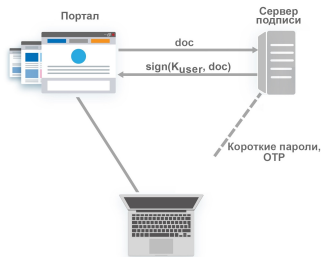 Портал
Сервер
подписи
doc
sign(Kuser, doc)
Короткие пароли,
OTP